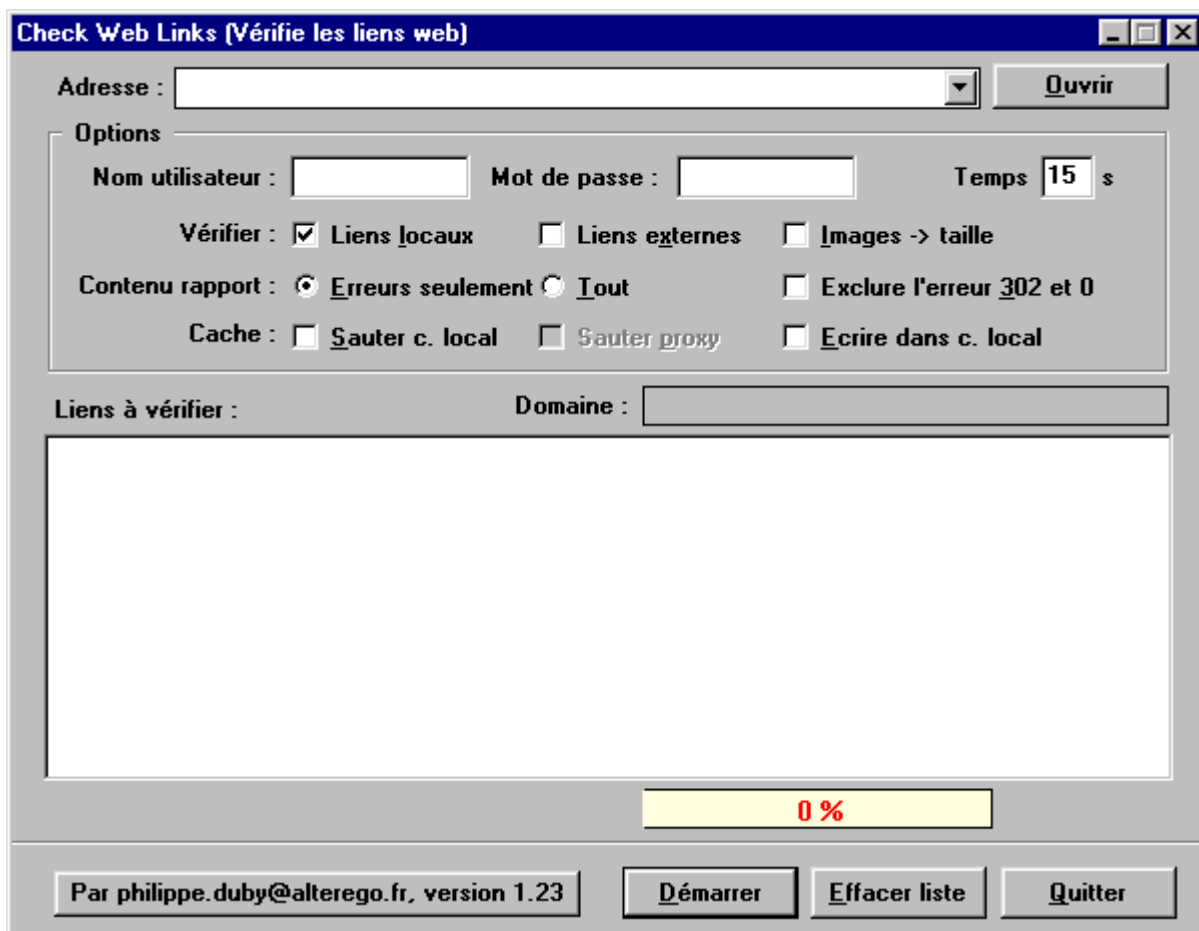 Check Web Links (Vérifie les liens web)
Adresse : Ouvrir
Options
Nom utilisateur : Mot de passe : Temps 15 s
Vérifier : Liens locaux Liens externes Images -> taille
Contenu rapport : Erreurs seulement Tout Exclure l'erreur 302 et 0
Cache : Sauter c. local Sauter proxy Ecrire dans c. local
Liens à vérifier : Domaine :
0 %
Par philippe.duby@alterego.fr, version 1.23 Démarrer Effacer liste Quitter